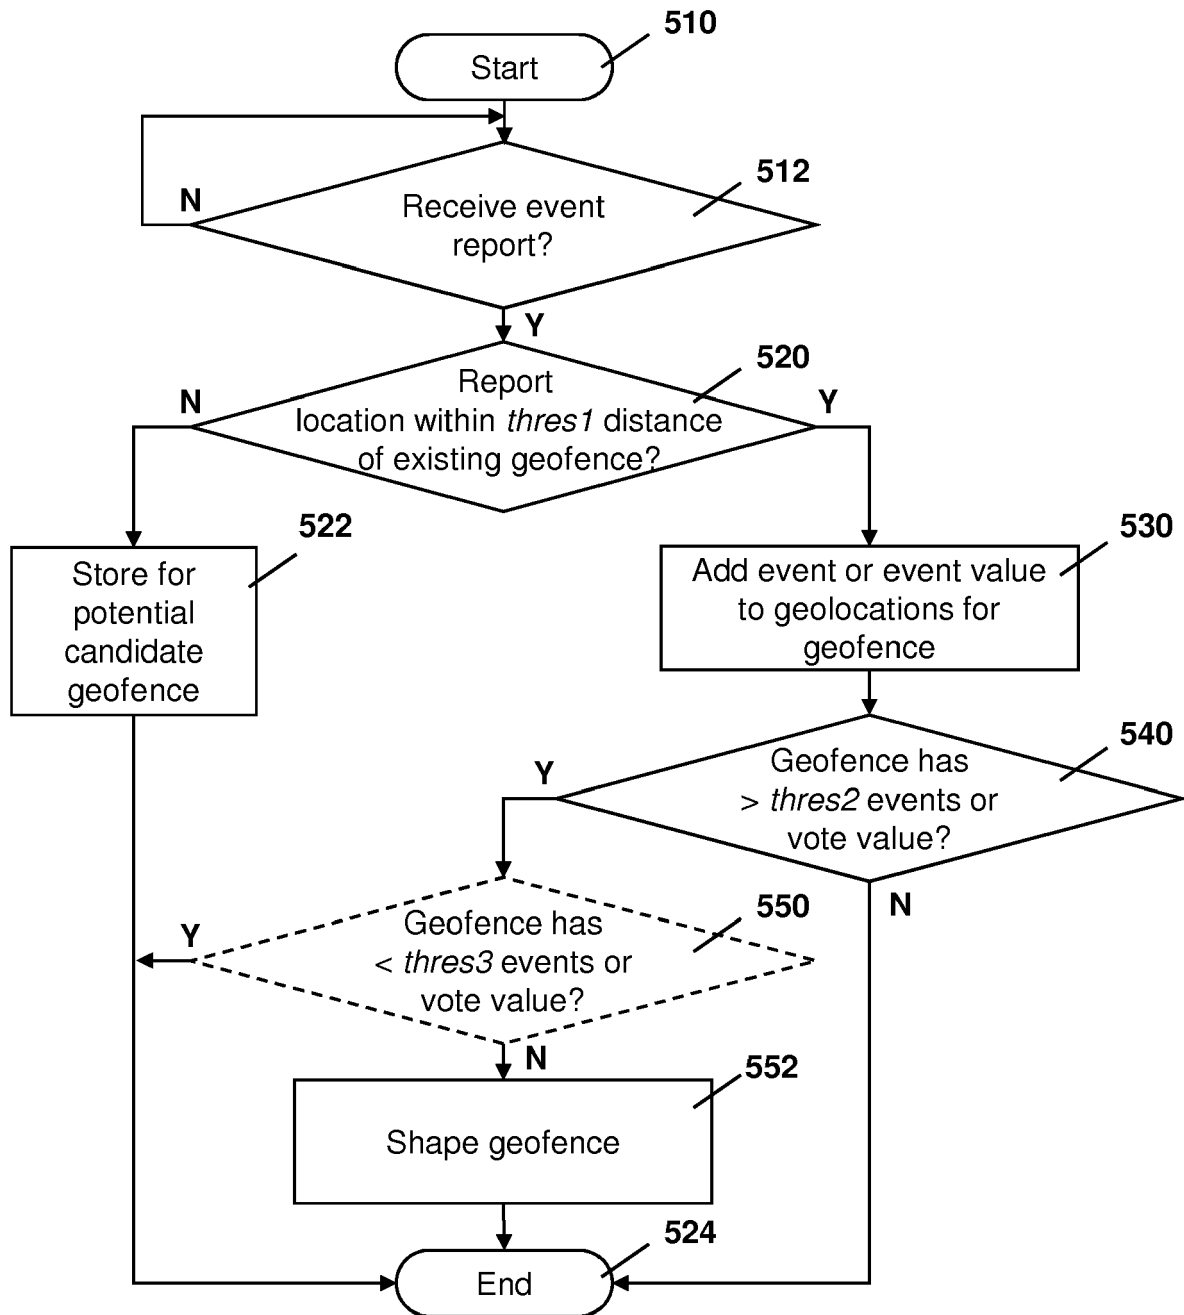 510
Start
512
N
Receive event
report?
Y
520
N
Report
Y
location within thres1 distance
of existing geofence?
522
530
Store for
potential
candidate
geofence
Add event or event value
to geolocations for
geofence
540
Y
Geofence has
> thres2 events or
vote value?
N
550
Y
Geofence has
< thres3 events or
vote value?
N
552
Shape geofence
524
End